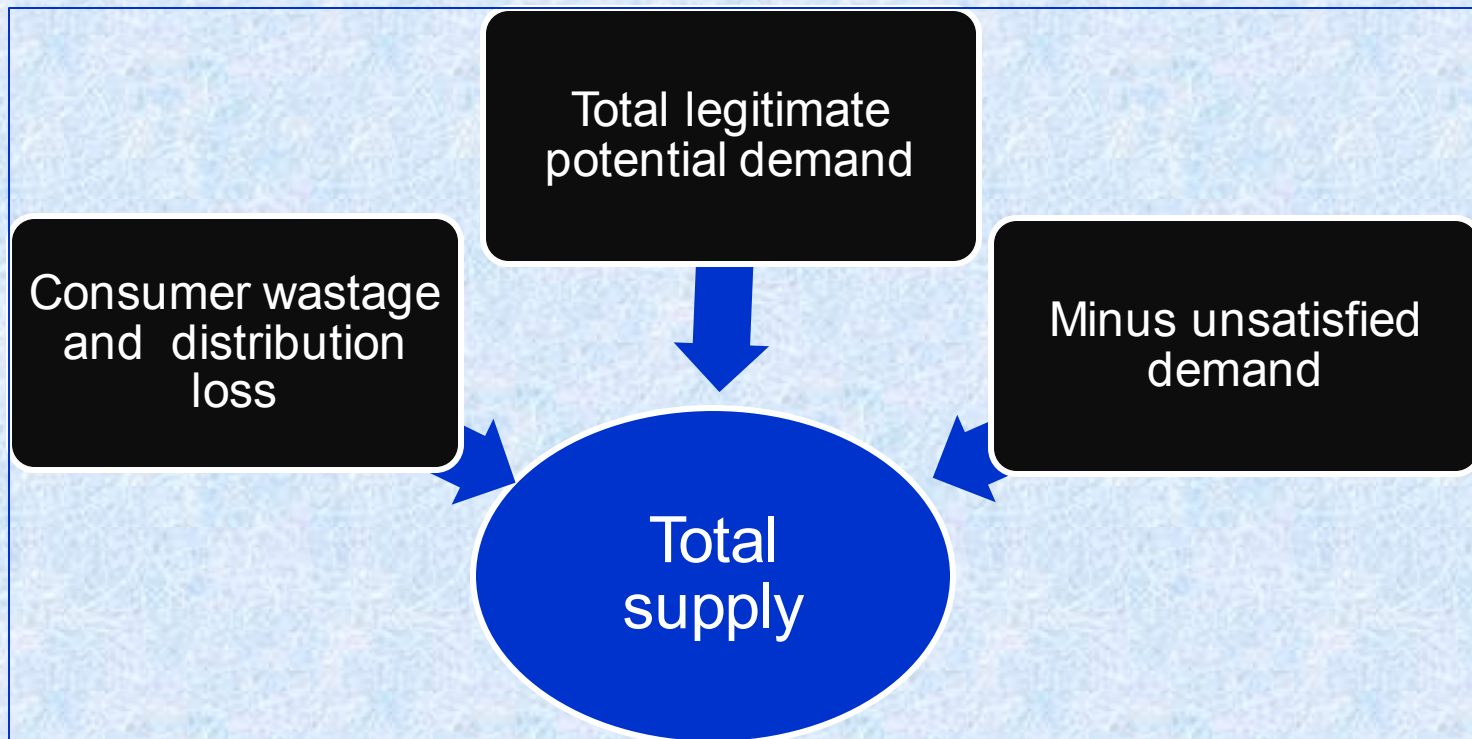 Total legitimate
potential demand
Consumer wastage
and  distribution
loss
Minus unsatisfied
demand
Total
supply